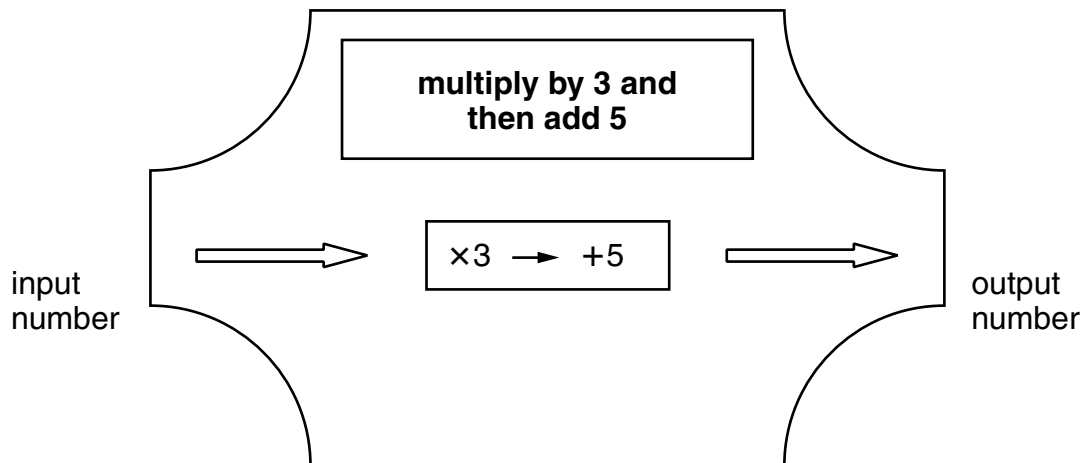 multiply by 3 and
then add 5
×3 → +5
input
number
output
number